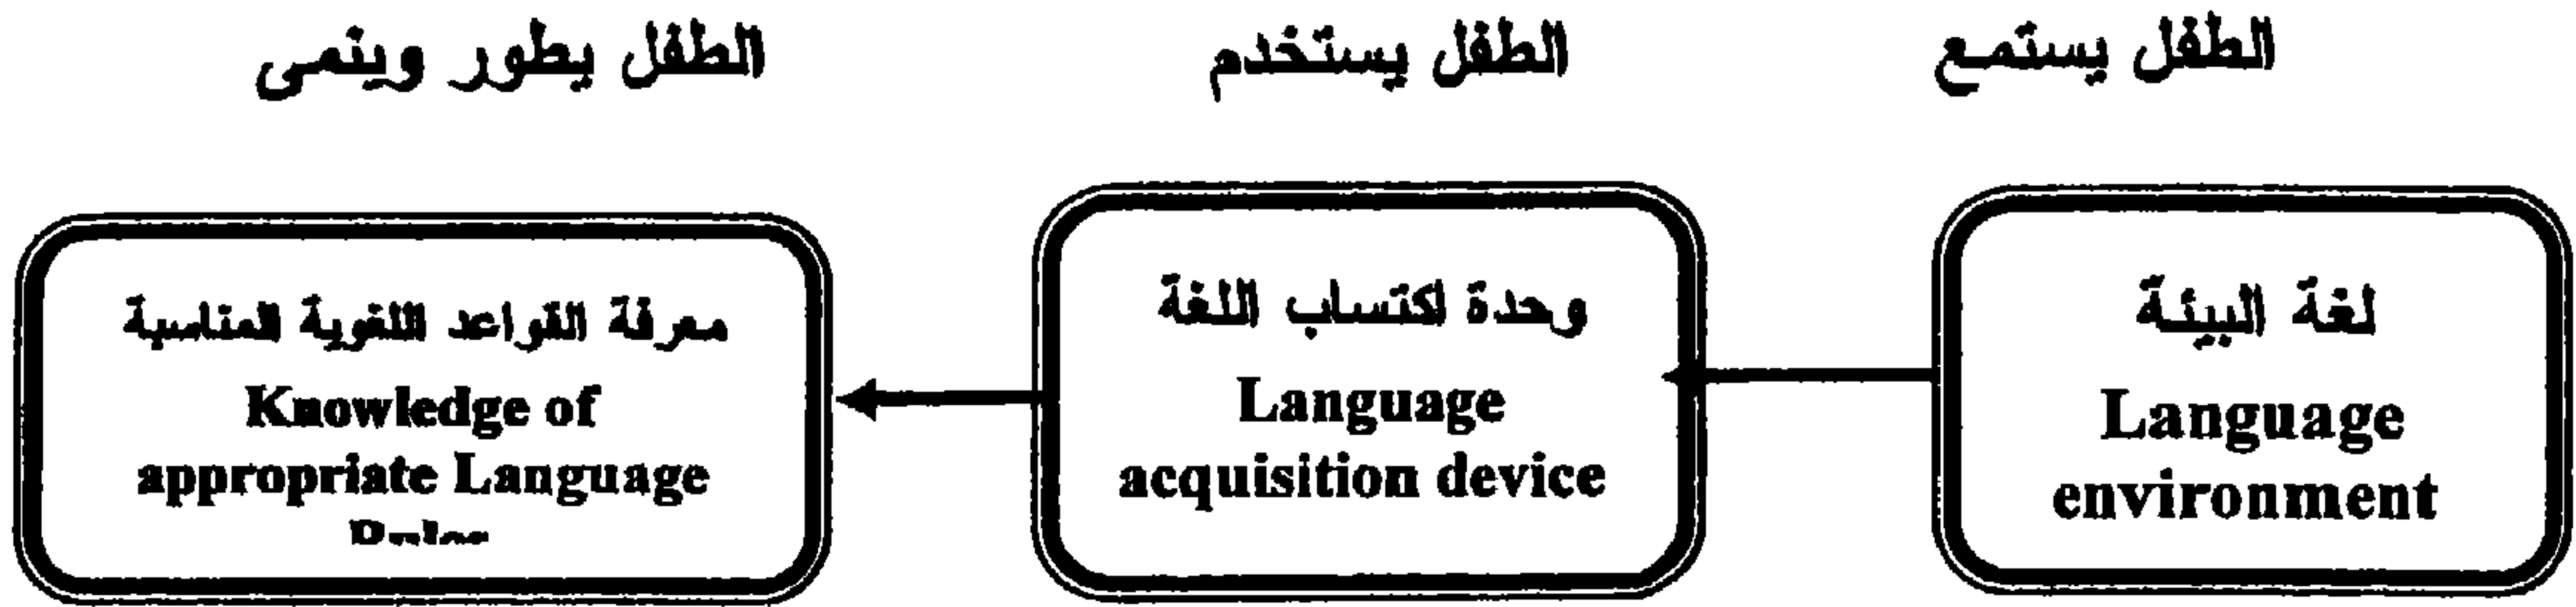 الطفل يستمع
الطفل يستخدم
الطفل بطور وينمى
لغة البيئة
Language
environment
وحدة اكتساب اللغة
Language
acquisition device
معرفة القواعد اللغوية المناسبة
Knowledge of
appropriate Language